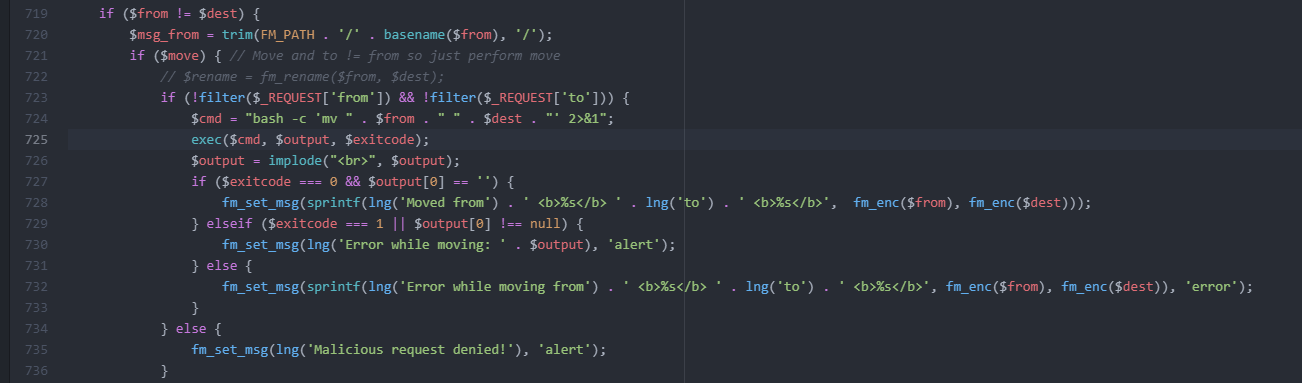 719 if ($from != $dest) {
720 $msg_from = trim(FM_PATH . '/' . basename($from), '/');
721 if ($move) { // Move and to != from so just perform move
722 // $rename = fm_rename($from, $dest);
723 if (!filter($_REQUEST['from']) && !filter($_REQUEST['to'])) {
724 $cmd = "bash -c 'mv " . $from . " " . $dest . "' 2>&1";
725 exec($cmd, $output, $exitcode);
726 $output = implode("<br>", $output);
727 if ($exitcode === 0 && $output[0] == '') {
728 fm_set_msg(sprintf(lng('Moved from') . ' <b>%s</b> ' . lng('to') . ' <b>%s</b>',  fm_enc($from), fm_enc($dest)));
729 } elseif ($exitcode === 1 || $output[0] !== null) {
730 fm_set_msg(lng('Error while moving: ' . $output), 'alert');
731 } else {
732 fm_set_msg(sprintf(lng('Error while moving from') . ' <b>%s</b> ' . lng('to') . ' <b>%s</b>', fm_enc($from), fm_enc($dest)), 'error');
733 }
734 } else {
735 fm_set_msg(lng('Malicious request denied!'), 'alert');
736 }